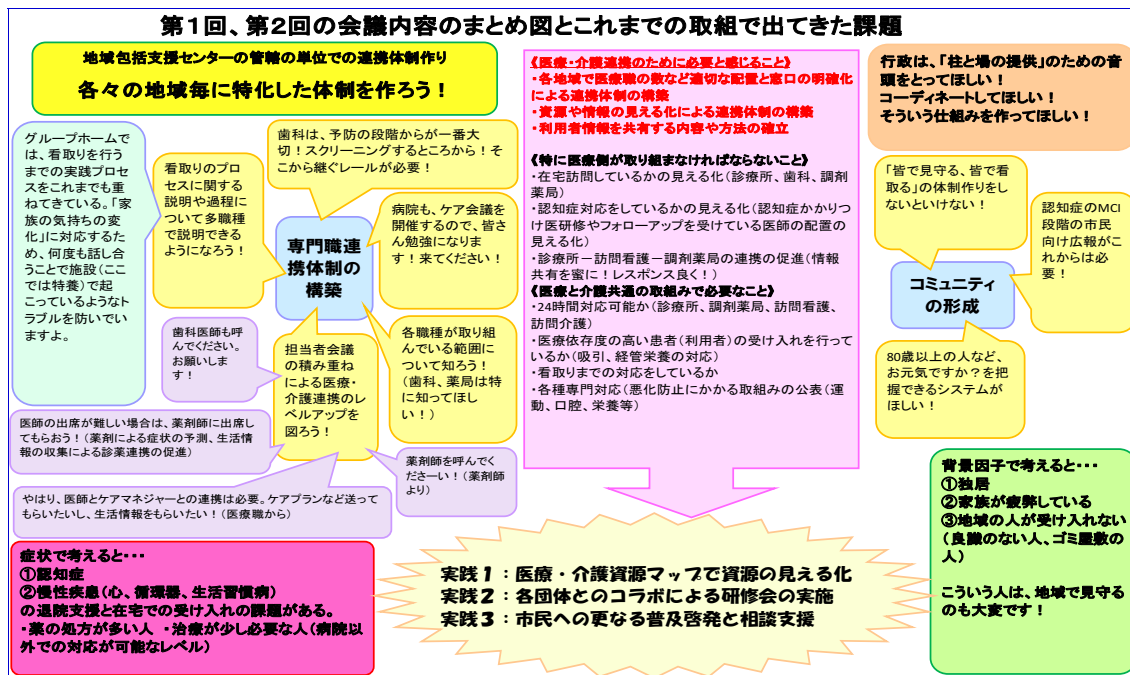 第1回、第2回の会議内容のまとめ図とこれまでの取組で出てきた課題
地域包括支援センターの管轄の単位での連携体制作り
各々の地域毎に特化した体制を作ろう！
グループホームで
は、看取りを行う
までの実践プロセ
スをこれまでも重
ねてきている。「家
族の気持ちの変
化」に対応するた
め、何度も話し合
うことで施設（ここ
では特養）で起
こっているようなト
ラブルを防いでい
ますよ。
看取りのプロ
セスに関する
説明や過程に
ついて多職種
で説明できる
ようになろう！
歯科は、予防の段階からが一番大
切！スクリーニングするところから！そ
こから継ぐレールが必要！
専門職連
携体制の
構築
病院も、ケア会議を
開催するので、皆さ
ん勉強になりま
す！来てください！
歯科医師も呼
んでください。
お願いしま
す！
担当者会議
の積み重ね
による医療・
介護連携の
レベルアップを
図ろう！
各職種が取り組
んでいる範囲に
ついて知ろう！
（歯科、薬局は特
に知ってほし
い！）
医師の出席が難しい場合は、薬剤師に出席し
てもらおう！（薬剤による症状の予測、生活情
報の収集による診薬連携の促進）
薬剤師を呼んでく
ださーい！（薬剤師
より）
やはり、医師とケアマネジャーとの連携は必要。ケアプランなど送って
もらいたいし、生活情報をもらいたい！（医療職から）
症状で考えると・・・
①認知症
②慢性疾患（心、循環器、生活習慣病）
の退院支援と在宅での受け入れの課題がある。
・薬の処方が多い人　・治療が少し必要な人（病院以
外での対応が可能なレベル）
《医療・介護連携のために必要と感じること》
・各地域で医療職の数など適切な配置と窓口の明確化
による連携体制の構築
・資源や情報の見える化による連携体制の構築
・利用者情報を共有する内容や方法の確立
《特に医療側が取り組まなければならないこと》
・在宅訪問しているかの見える化（診療所、歯科、調剤
薬局）
・認知症対応をしているかの見える化（認知症かかりつ
け医研修やフォローアップを受けている医師の配置の
見える化）
・診療所－訪問看護－調剤薬局の連携の促進（情報
共有を蜜に！レスポンス良く！）
《医療と介護共通の取組みで必要なこと》
・24時間対応可能か（診療所、調剤薬局、訪問看護、
訪問介護）
・医療依存度の高い患者（利用者）の受け入れを行って
いるか（吸引、経管栄養の対応）
・看取りまでの対応をしているか
・各種専門対応（悪化防止にかかる取組みの公表（運
動、口腔、栄養等）
実践１：医療・介護資源マップで資源の見える化
実践２：各団体とのコラボによる研修会の実施
実践３：市民への更なる普及啓発と相談支援
行政は、「柱と場の提供」のための音
頭をとってほしい！
コーディネートしてほしい！
そういう仕組みを作ってほしい！
「皆で見守る、皆で看
取る」の体制作りをし
ないといけない！
認知症のMCI
段階の市民
向け広報がこ
れからは必
要！
コミュニティ
の形成
80歳以上の人など、
お元気ですか？を把
握できるシステムが
ほしい！
背景因子で考えると・・・
①独居
②家族が疲弊している
③地域の人が受け入れない
（良識のない人、ゴミ屋敷の
人）
こういう人は、地域で見守る
のも大変です！